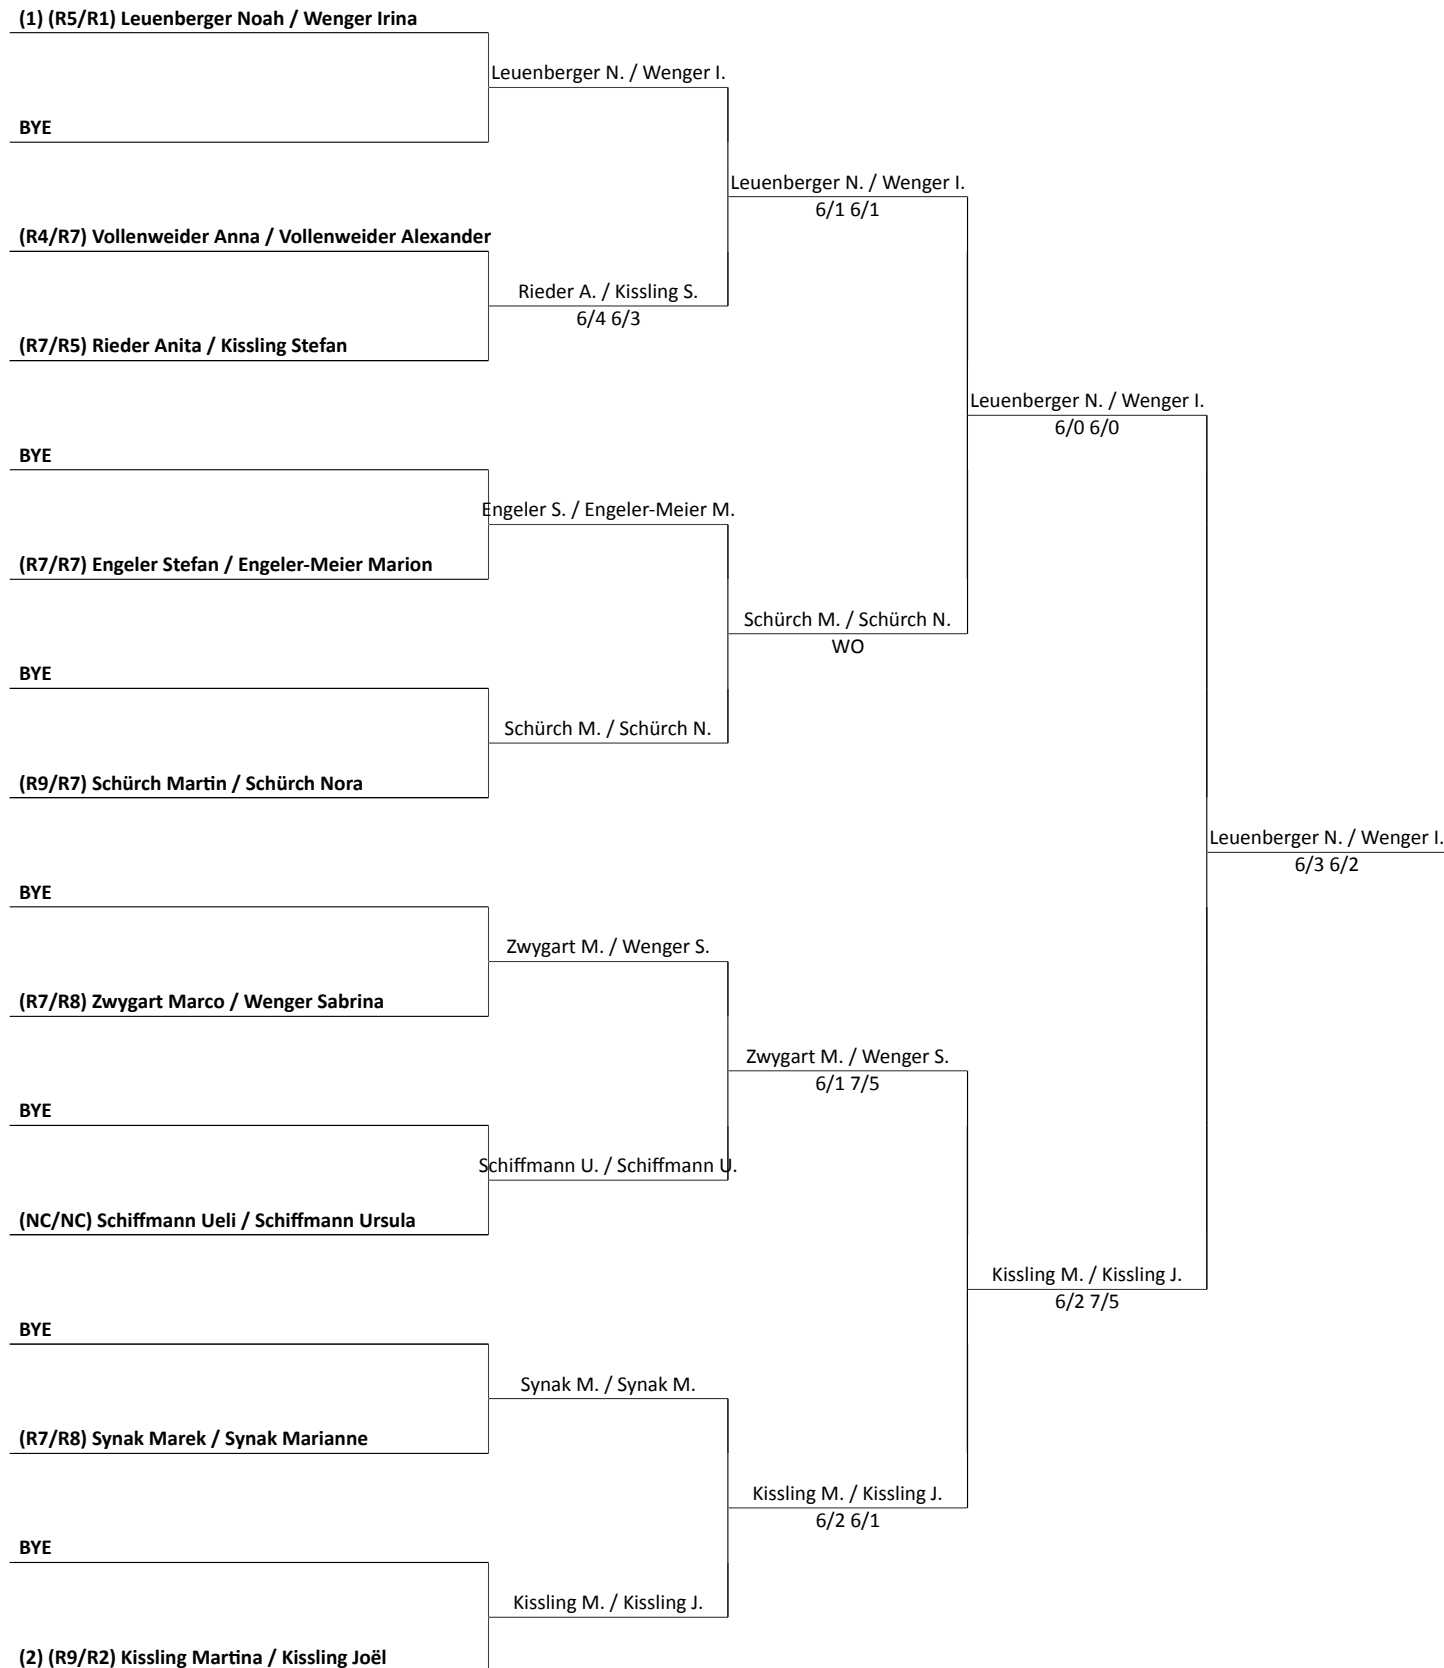 (1) (R5/R1) Leuenberger Noah / Wenger Irina
Leuenberger N. / Wenger I.
BYE
Leuenberger N. / Wenger I.
6/1 6/1
(R4/R7) Vollenweider Anna / Vollenweider Alexander
Rieder A. / Kissling S.
6/4 6/3
(R7/R5) Rieder Anita / Kissling Stefan
Leuenberger N. / Wenger I.
6/0 6/0
BYE
Engeler S. / Engeler-Meier M.
(R7/R7) Engeler Stefan / Engeler-Meier Marion
Schürch M. / Schürch N.
WO
BYE
Schürch M. / Schürch N.
(R9/R7) Schürch Martin / Schürch Nora
Leuenberger N. / Wenger I.
6/3 6/2
BYE
Zwygart M. / Wenger S.
(R7/R8) Zwygart Marco / Wenger Sabrina
Zwygart M. / Wenger S.
6/1 7/5
BYE
Schiffmann U. / Schiffmann U.
(NC/NC) Schiffmann Ueli / Schiffmann Ursula
Kissling M. / Kissling J.
6/2 7/5
BYE
Synak M. / Synak M.
(R7/R8) Synak Marek / Synak Marianne
Kissling M. / Kissling J.
6/2 6/1
BYE
Kissling M. / Kissling J.
(2) (R9/R2) Kissling Martina / Kissling Joël